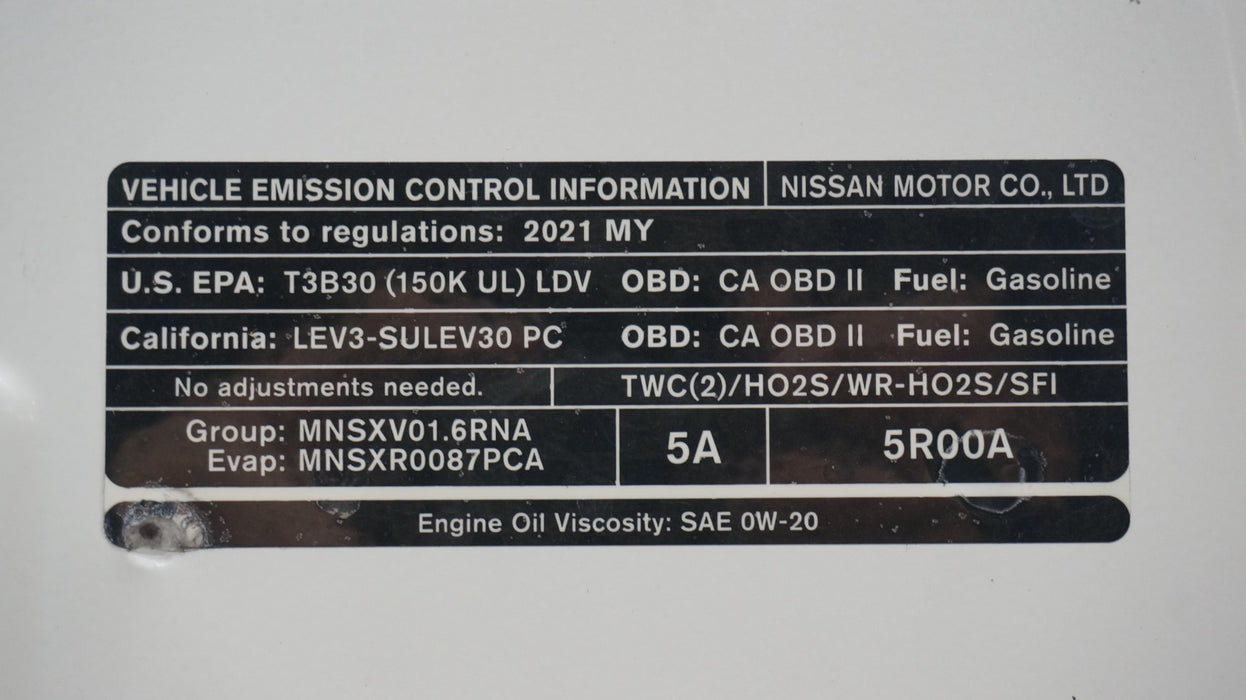 VEHICLE EMISSION CONTROL INFORMATION NISSAN MOTOR CO., LTD
Conforms to regulations: 2021 MY
U.S. EPA: T3B30 (150K UL) LDV OBD: CA OBD II Fuel: Gasoline
California: LEV3-SULEV30 PC OBD: CA OBD II Fuel: Gasoline
No adjustments needed. TWC(2)/HO2S/WR-HO2S/SFI
Group: MNSXV01.6RNA
Evap: MNSXR0087PCA
5A
5R00A
Engine Oil Viscosity: SAE 0W-20